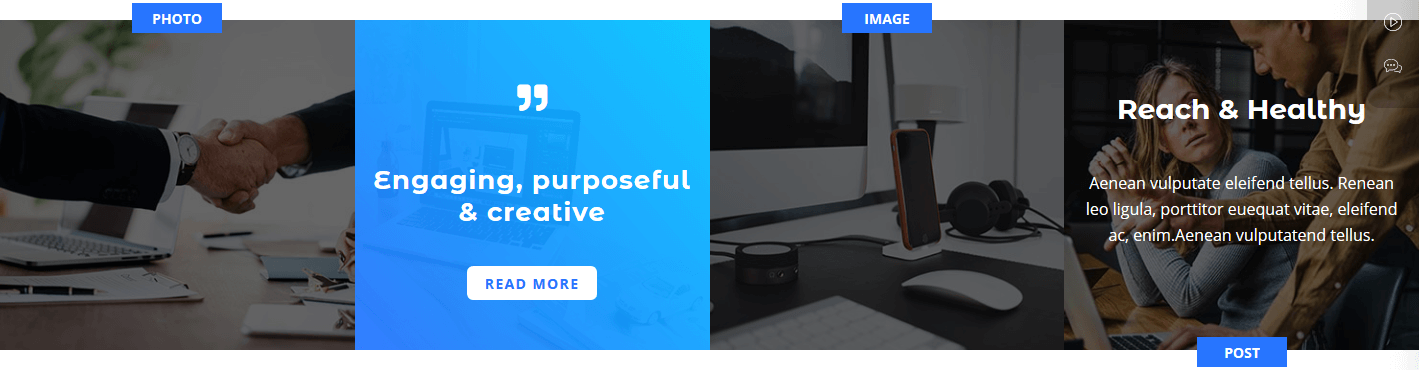 PHOTO
Engaging, purposeful
& creative
READ MORE
IMAGE
Reach & Healthy
Aenean vulputate eleifend tellus. Renean
leo ligula, porttitor euequat vitae, eleifend
ac, enim.Aenean vulputatend tellus.
POST